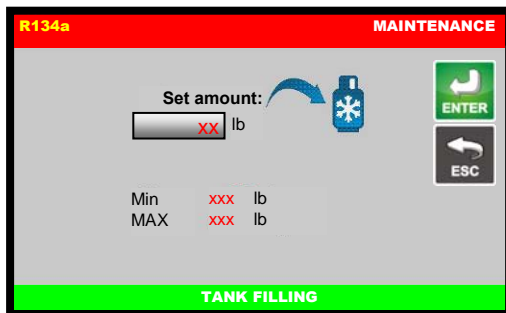 R134a MAINTENANCE
Set amount:
xx lb
ENTER
ESC
Min xxx lb
MAX xxx lb
TANK FILLING